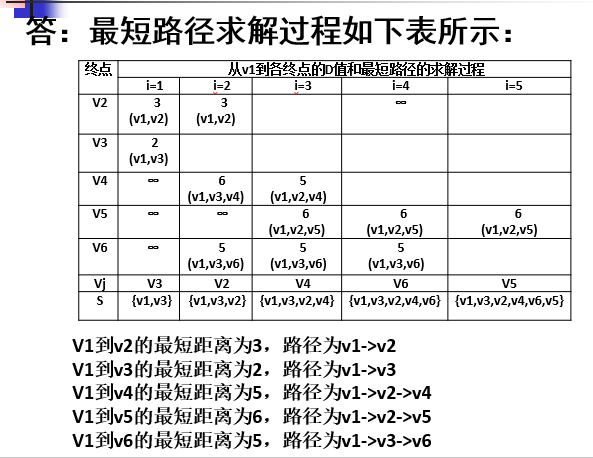 答：最短路径求解过程如下表所示：
终点 从v1到各终点的D值和最短路径的求解过程
i=1 i=2 i=3 i=4 i=5
V2 3 3 ∞
(v1,v2) (v1,v2)
V3 2
(v1,v3)
V4 ∞ 6 5
(v1,v3,v4) (v1,v2,v4)
V5 ∞ ∞ 6 6 6
(v1,v2,v5) (v1,v2,v5) (v1,v2,v5)
V6 ∞ 5 5 5
(v1,v3,v6) (v1,v3,v6) (v1,v3,v6)
Vj V3 V2 V4 V6 V5
S {v1,v3} {v1,v3,v2} {v1,v3,v2,v4} {v1,v3,v2,v4,v6} {v1,v3,v2,v4,v6,v5}
V1到v2的最短距离为3，路径为v1->v2
V1到v3的最短距离为2，路径为v1->v3
V1到v4的最短距离为5，路径为v1->v2->v4
V1到v5的最短距离为6，路径为v1->v2->v5
V1到v6的最短距离为5，路径为v1->v3->v6